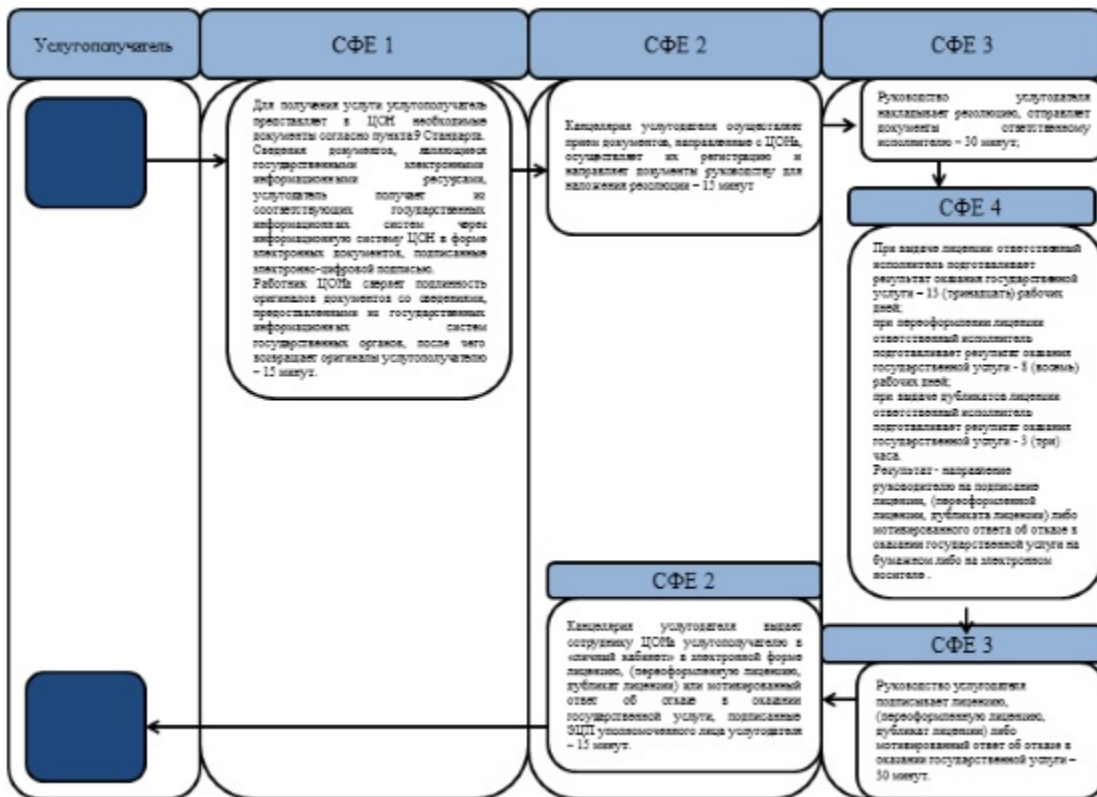 Услугополучатель
СФЕ 1
СФЕ 2
СФЕ 3
Для получения услуги услугополучатель
представляет в ЦОН необходимые
документы согласно пункта 9 Стандарта.
Сведения документов, являющиеся
государственными электронными
информационными ресурсами,
услугодатель получает из
соответствующих государственных
информационных систем через
информационную систему ЦОН в форме
электронных документов, подписанные
электронно-цифровой подписью.
Работник ЦОНа сверяет подлинность
оригиналов документов со сведениями,
предоставленными из государственных
информационных систем
государственных органов, после чего
возвращает оригиналы услугополучателю
– 15 минут.
Канцелярия услугодателя осуществляет
прием документов, направленные с ЦОНа,
осуществляет их регистрацию и
направляет документы руководству для
наложения резолюции – 15 минут
Руководство услугодателя
накладывает резолюцию, отправляет
документы ответственному
исполнителю – 30 минут;
СФЕ 4
При выдаче лицензии ответственный
исполнитель подготавливает
результат оказания государственной
услуги – 13 (тринадцать) рабочих
дней;
при переоформлении лицензии
ответственный исполнитель
подготавливает результат оказания
государственной услуги - 8 (восемь)
рабочих дней;
при выдаче дубликатов лицензии
ответственный исполнитель
подготавливает результат оказания
государственной услуги - 3 (три)
часа.
Результат - направление
руководителю на подписание
лицензии, (переоформленной
лицензии, дубликата лицензии) либо
мотивированного ответа об отказе в
оказании государственной услуги на
бумажном либо на электронном
носителе .
СФЕ 2
Канцелярия услугодателя выдает
сотруднику ЦОНа услугополучателю в
«личный кабинет» в электронной форме
лицензию, (переоформленную лицензию,
дубликат лицензии) или мотивированный
ответ об отказе в оказании
государственной услуги, подписанные
ЭЦП уполномоченного лица услугодателя
– 15 минут.
СФЕ 3
Руководство услугодателя
подписывает лицензию,
(переоформленную лицензию,
дубликат лицензии) либо
мотивированный ответ об отказе в
оказании государственной услуги –
30 минут.